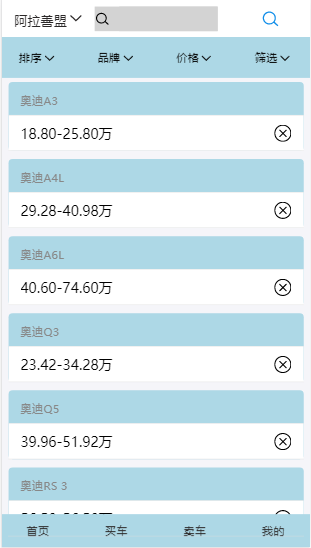 阿拉善盟
排序 品牌 价格 筛选
奥迪A3
18.80-25.80万
奥迪A4L
29.28-40.98万
奥迪A6L
40.60-74.60万
奥迪Q3
23.42-34.28万
奥迪Q5
39.96-51.92万
奥迪RS 3
首页 买车 卖车 我的